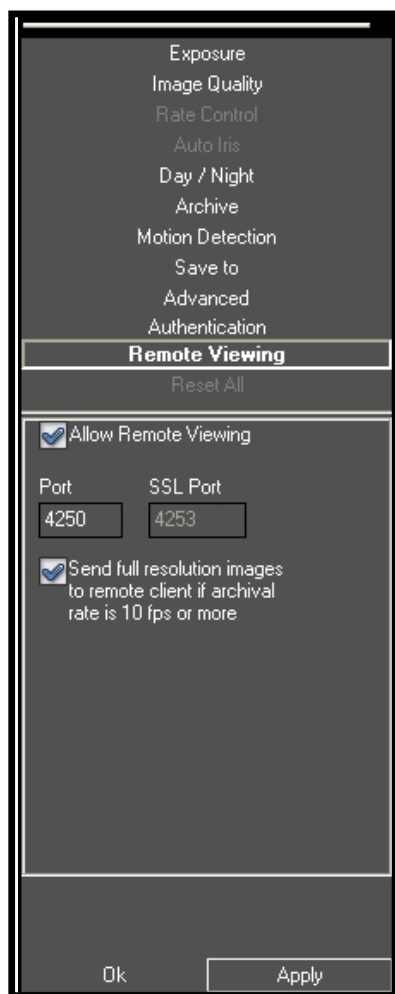 Exposure
Image Quality
Rate Control
Auto Iris
Day / Night
Archive
Motion Detection
Save to
Advanced
Authentication
Remote Viewing
Reset All
Allow Remote Viewing
Port SSL Port
4250 4253
Send full resolution images
to remote client if archival
rate is 10 fps or more
Ok Apply